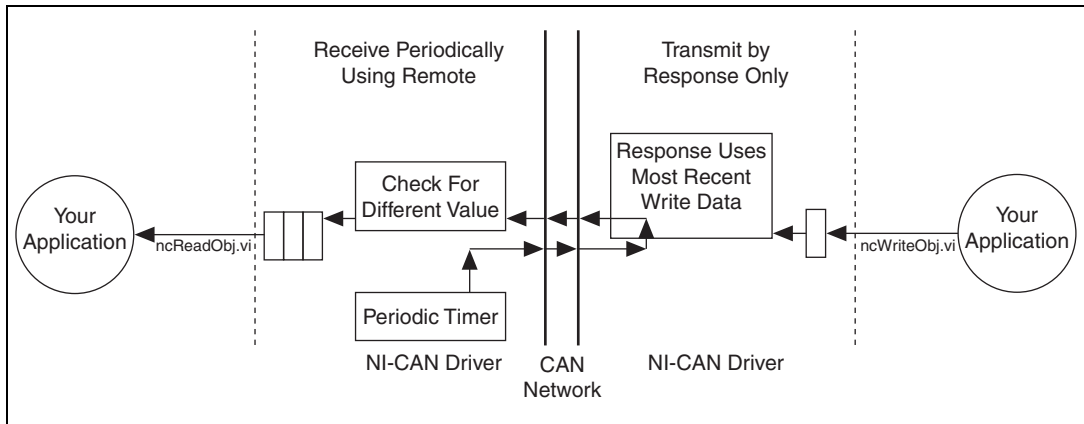 Receive Periodically
Using Remote
Transmit by
Response Only
Your
Application
ncReadObj.vi
Check For
Different Value
Periodic Timer
NI-CAN Driver
CAN
Network
Response Uses
Most Recent
Write Data
NI-CAN Driver
ncWriteObj.vi
Your
Application